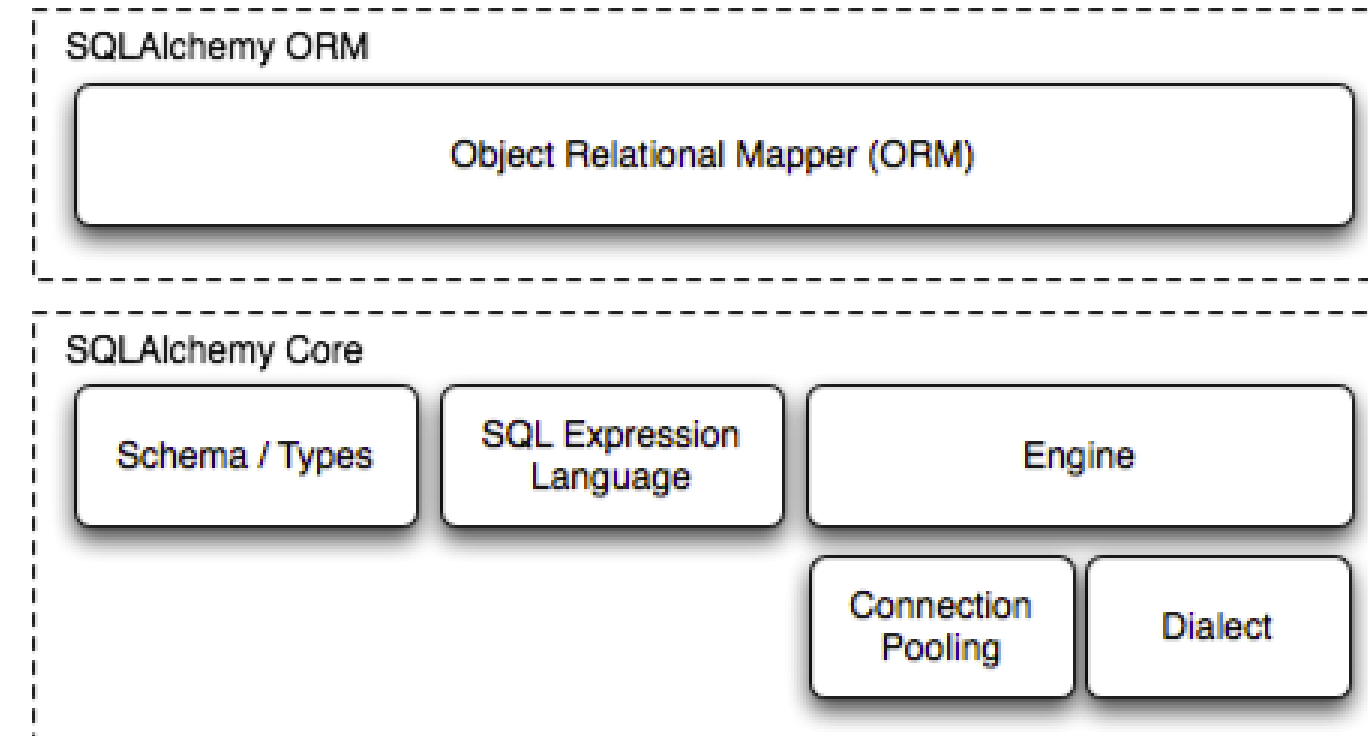 SQLAlchemy ORM
Object Relational Mapper (ORM)
SQLAlchemy Core
Schema / Types
SQL Expression
Language
Engine
Connection
Pooling
Dialect